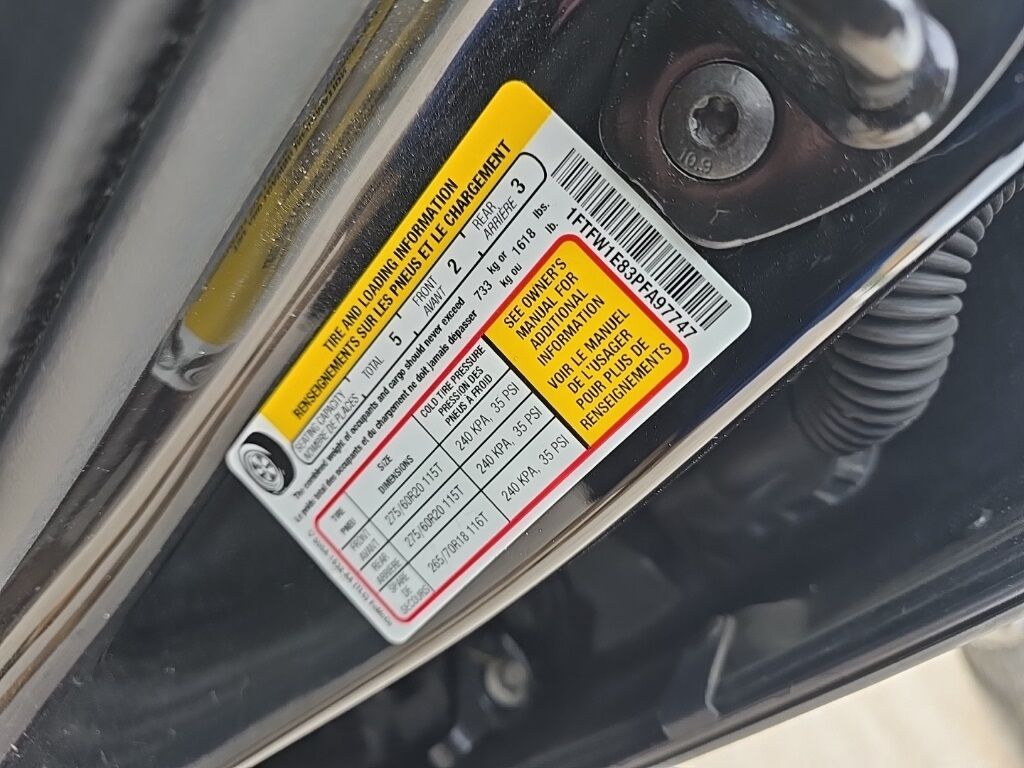 TIRE AND LOADING INFORMATION
RENSEIGNEMENTS SUR LES PNEUS ET LE CHARGEMENT
SEATING CAPACITY
NOMBRE DE PLACES
TOTAL 5
FRONT
AVANT
2
REAR
ARRIÈRE
3
The combined weight of occupants and cargo should never exceed
Le poids total des occupants et du chargement ne doit jamais dépasser
733 kg or 1618 lbs.
kg ou lb.
TIRE
PNEU
SIZE
DIMENSIONS
COLD TIRE PRESSURE
PRESSION DES
PNEUS A FROID
FRONT
AVANT
275/60R20 115T
240 KPA, 35 PSI
REAR
ARRIÈRE
275/60R20 115T
240 KPA, 35 PSI
SPARE
DE
SECOURS
265/70R18 116T
240 KPA, 35 PSI
SEE OWNER'S
MANUAL FOR
ADDITIONAL
INFORMATION
VOIR LE MANUEL
DE L'USAGER
POUR PLUS DE
RENSEIGNEMENTS
1FTFW1E83PFA97747
10.9